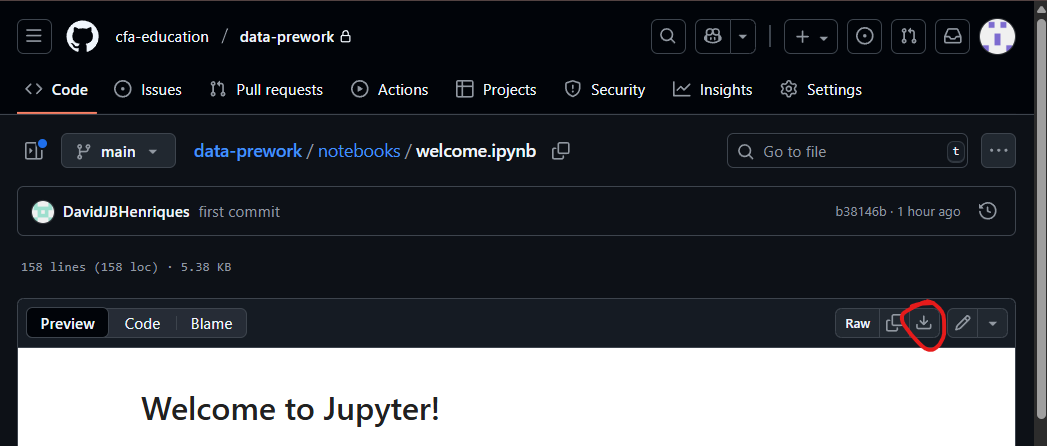 cfa-education / data-prework
Code Issues Pull requests Actions Projects Security Insights Settings
main data-prework / notebooks / welcome.ipynb Go to file t
DavidJBHenriques first commit b38146b · 1 hour ago
158 lines (158 loc) · 5.38 KB
Preview Code Blame Raw
Welcome to Jupyter!